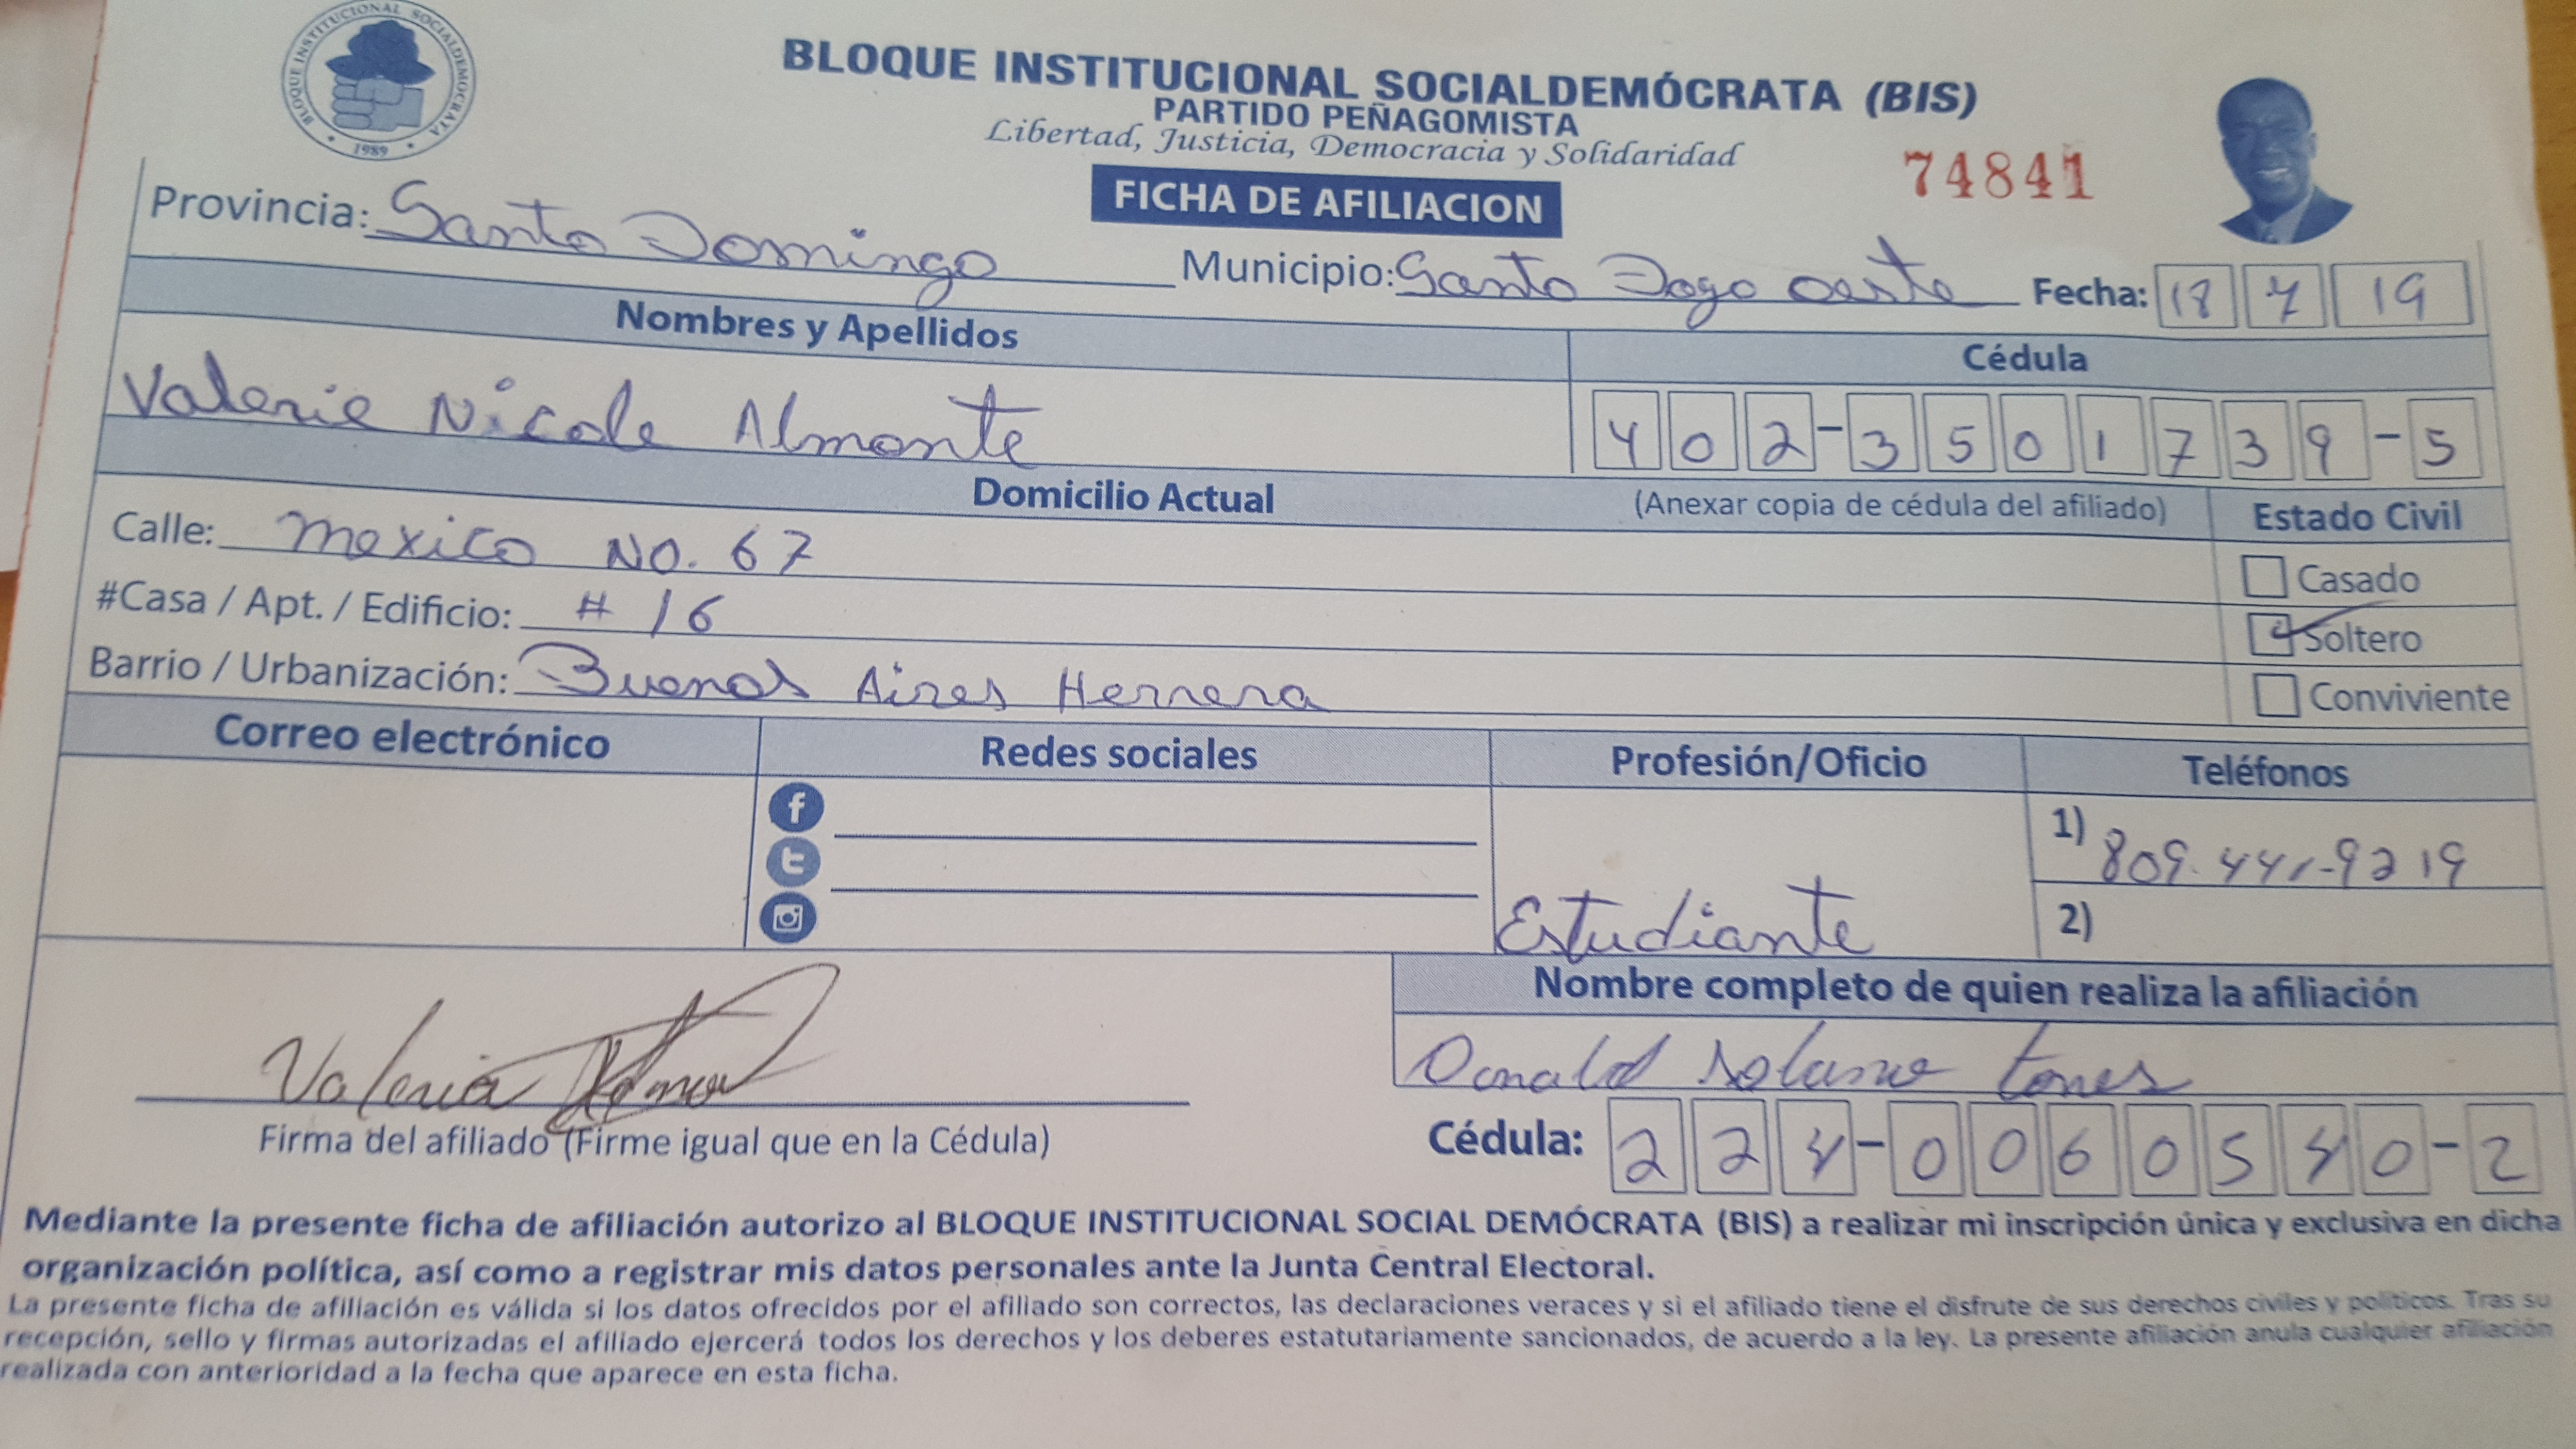 BLOQUE INSTITUCIONAL SOCIALDEMOCRATA
1989
BLOQUE INSTITUCIONAL SOCIALDEMÓCRATA (BIS)
PARTIDO PEÑAGOMISTA
Libertad, Justicia, Democracia y Solidaridad
74841
FICHA DE AFILIACION
Provincia: Santo Domingo Municipio: Santo Dgo oeste Fecha: 18 7 19
Nombres y Apellidos Cédula
Valerie Nicole Almonte 402-3501739-5
Domicilio Actual (Anexar copia de cédula del afiliado) Estado Civil
Calle: Mexico NO. 67 Casado
#Casa / Apt. / Edificio: # 16 Soltero
Barrio / Urbanización: Buenos Aires Herrera Conviviente
Correo electrónico Redes sociales Profesión/Oficio Teléfonos
1) 809-441-9219
Estudiante 2)
Nombre completo de quien realiza la afiliación
Valeria Donald Solano Torres
Firma del afiliado (Firme igual que en la Cédula) Cédula: 224-0060540-2
Mediante la presente ficha de afiliación autorizo al BLOQUE INSTITUCIONAL SOCIAL DEMÓCRATA (BIS) a realizar mi inscripción única y exclusiva en dicha
organización política, así como a registrar mis datos personales ante la Junta Central Electoral.
La presente ficha de afiliación es válida si los datos ofrecidos por el afiliado son correctos, las declaraciones veraces y si el afiliado tiene el disfrute de sus derechos civiles y políticos. Tras su
recepción, sello y firmas autorizadas el afiliado ejercerá todos los derechos y los deberes estatutariamente sancionados, de acuerdo a la ley. La presente afiliación anula cualquier afiliación
realizada con anterioridad a la fecha que aparece en esta ficha.